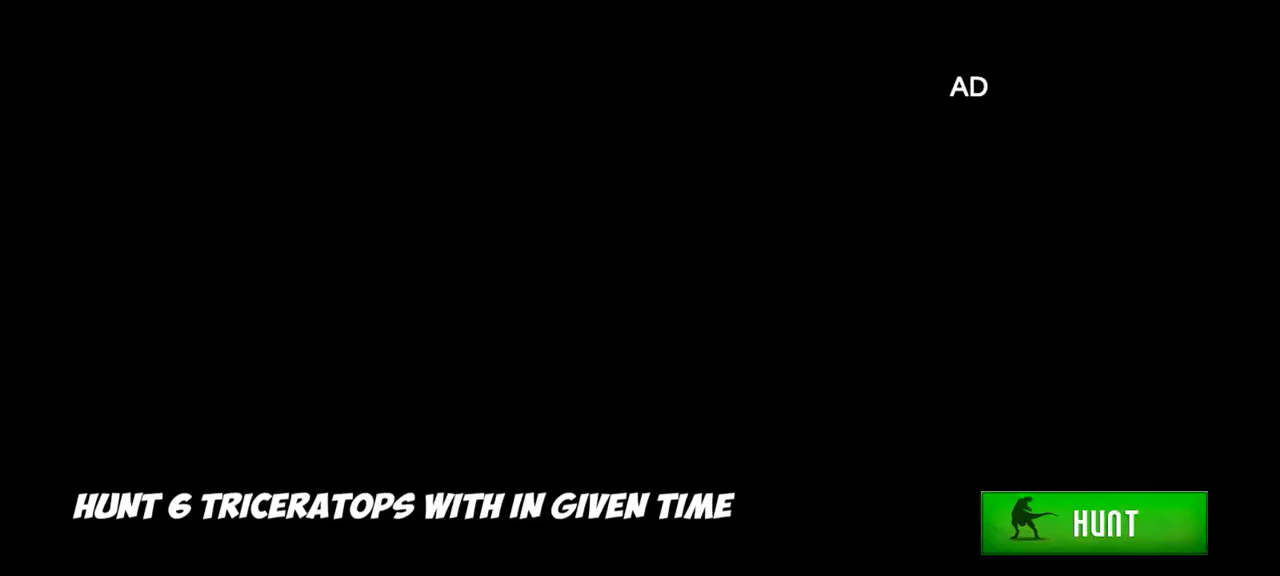 AD
HUNT 6 TRICERATOPS WITH IN GIVEN TIME
HUNT